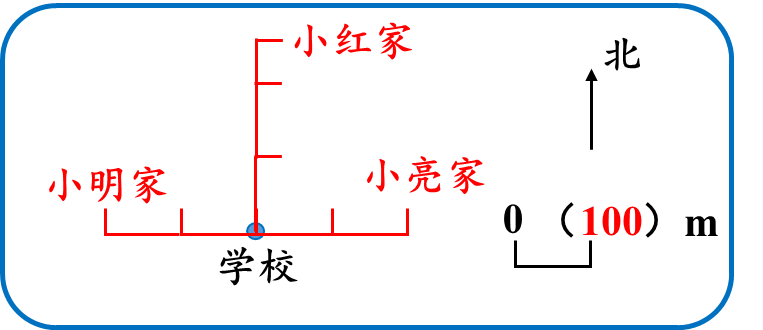 小红家
北
小明家
小亮家
0 （100）m
学校